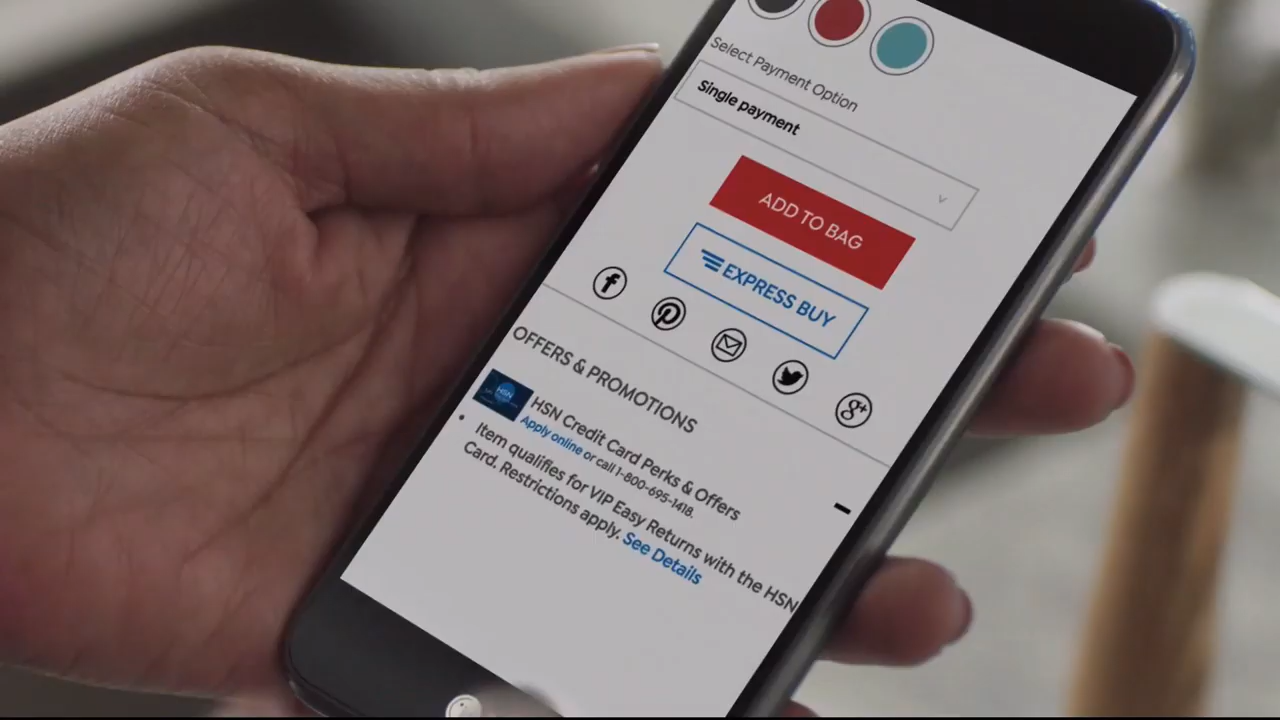 Select Payment Option
Single payment
ADD TO BAG
EXPRESS BUY
OFFERS & PROMOTIONS
HSN
HSN Credit Card Perks & Offers
Apply online or call 1-800-695-1418.
Item qualifies for VIP Easy Returns with the HSN
Card. Restrictions apply. See Details